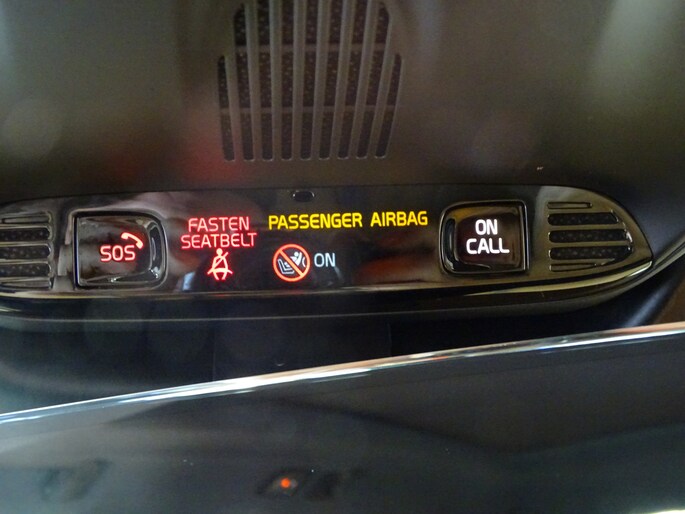 SOS
FASTEN
SEATBELT
PASSENGER AIRBAG
ON
ON
CALL